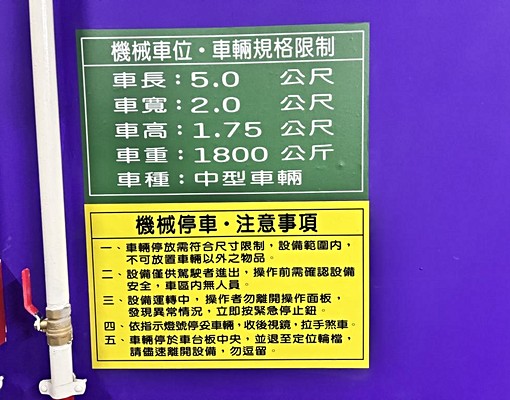 機械車位・車輛規格限制
車長：5.0 公尺
車寬：2.0 公尺
車高：1.75 公尺
車重：1800 公斤
車種：中型車輛
機械停車・注意事項
一、車輛停放需符合尺寸限制，設備範圍內，
不可放置車輛以外之物品。
二、設備僅供駕駛者進出，操作前需確認設備
安全，車區內無人員。
三、設備運轉中，操作者勿離開操作面板，
發現異常情況，立即按緊急停止鈕。
四、依指示燈號停妥車輛，收後視鏡，拉手煞車。
五、車輛停於車台板中央，並退至定位輪檔，
請儘速離開設備，勿逗留。